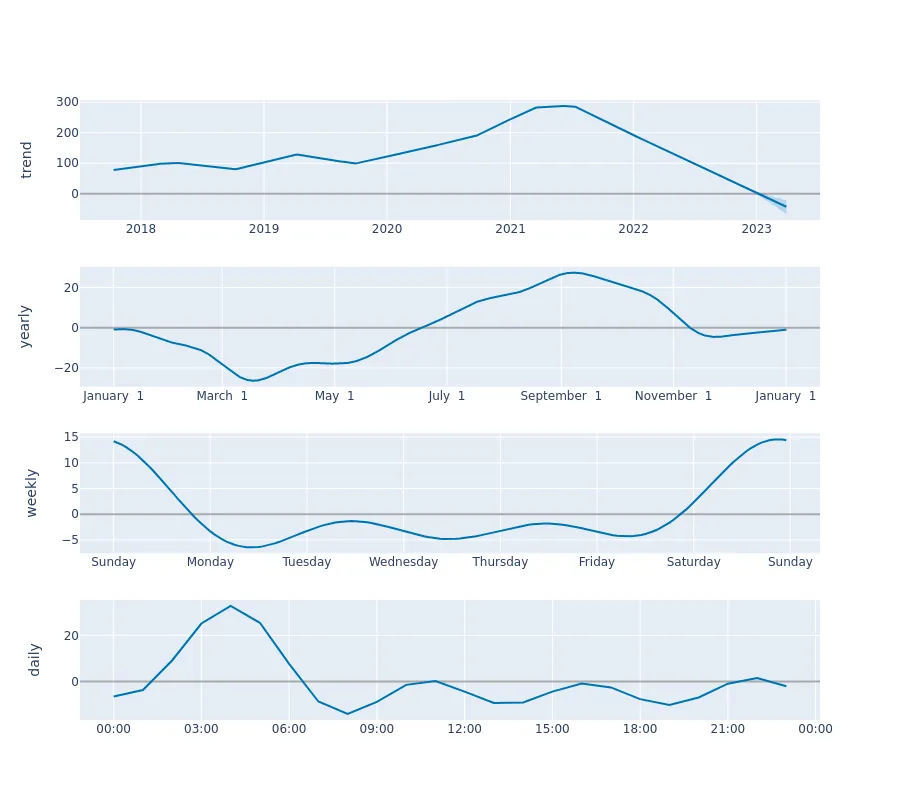 300
200
100
0
trend
2018 2019 2020 2021 2022 2023
20
0
−20
yearly
January 1 March 1 May 1 July 1 September 1 November 1 January 1
15
10
5
0
−5
weekly
Sunday Monday Tuesday Wednesday Thursday Friday Saturday Sunday
20
0
daily
00:00 03:00 06:00 09:00 12:00 15:00 18:00 21:00 00:00